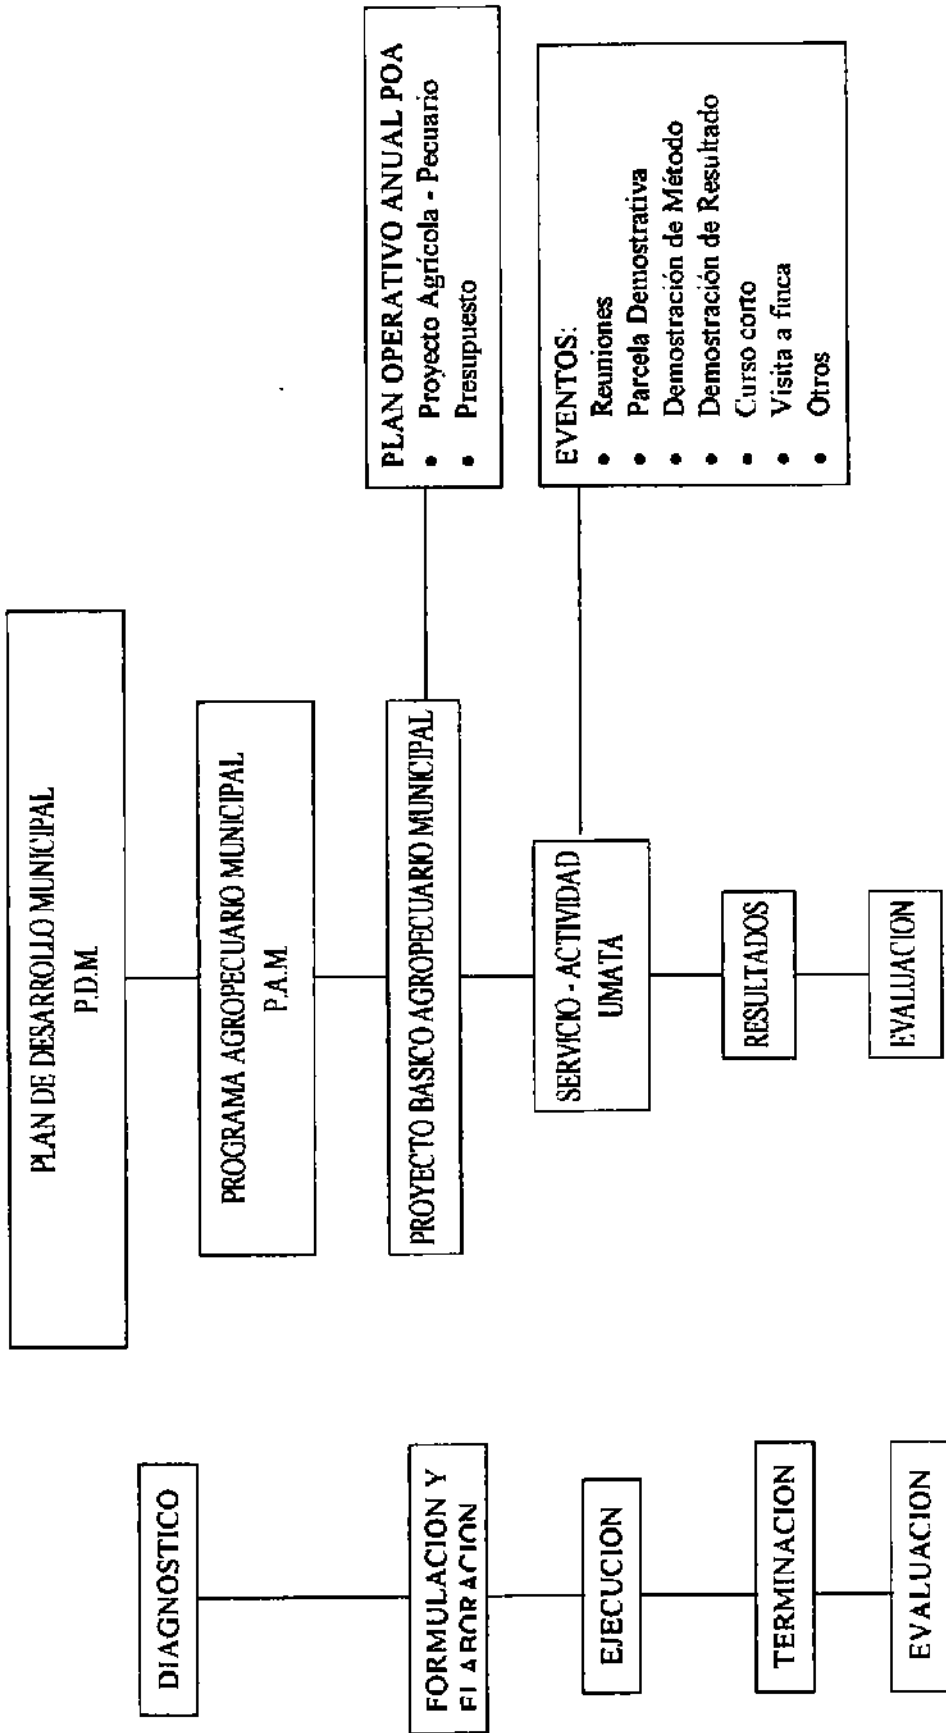 PLAN DE DESARROLLO MUNICIPAL
P.D.M.
DIAGNOSTICO
PROGRAMA AGROPECUARIO MUNICIPAL
P.A.M.
FORMULACION Y
ELABORACION
PROYECTO BASICO AGROPECUARIO MUNICIPAL
PLAN OPERATIVO ANUAL POA
• Proyecto Agrícola - Pecuario
• Presupuesto
EJECUCION
SERVICIO - ACTIVIDAD
UMATA
EVENTOS:
• Reuniones
• Parcela Demostrativa
• Demostración de Método
• Demostración de Resultado
• Curso corto
• Visita a finca
• Otros
TERMINACION
RESULTADOS
EVALUACION
EVALUACION